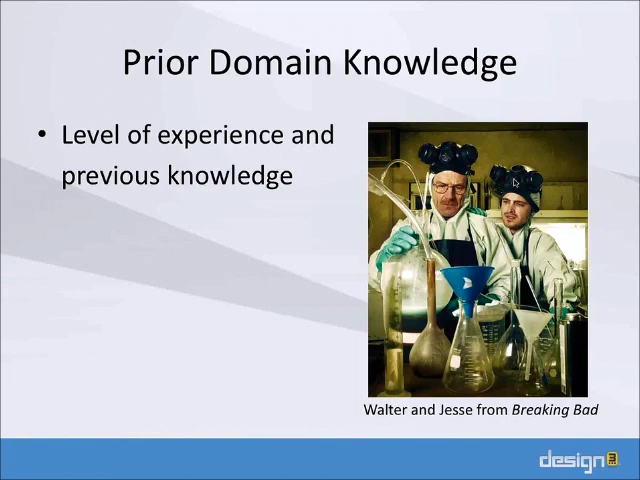 Prior Domain Knowledge
• Level of experience and
previous knowledge
Walter and Jesse from Breaking Bad
design